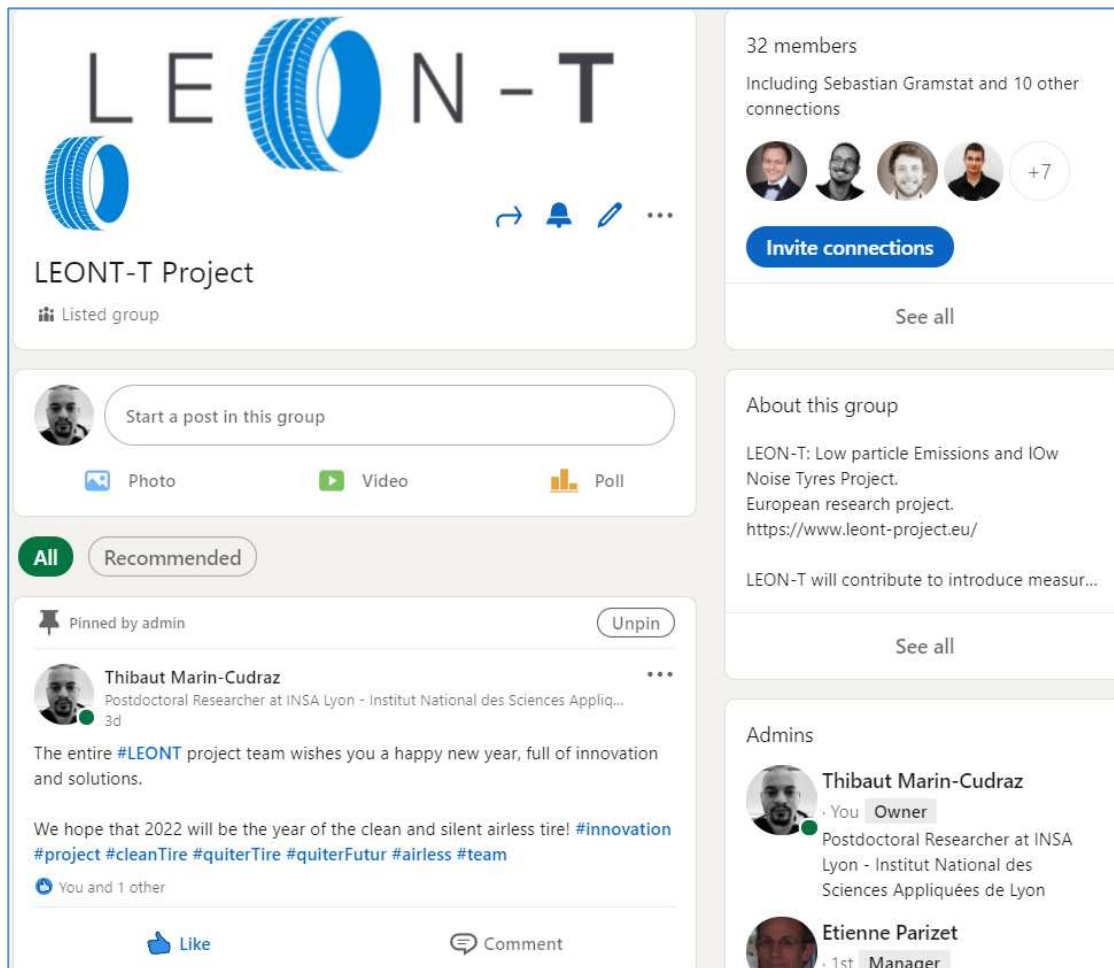 LEON-T
LEONT-T Project
Listed group
Start a post in this group
Photo
Video
Poll
All
Recommended
Pinned by admin
Unpin
Thibaut Marin-Cudraz
Postdoctoral Researcher at INSA Lyon - Institut National des Sciences Appliq...
3d
The entire #LEONT project team wishes you a happy new year, full of innovation
and solutions.
We hope that 2022 will be the year of the clean and silent airless tire! #innovation
#project #cleanTire #quiterTire #quiterFutur #airless #team
You and 1 other
Like
Comment
32 members
Including Sebastian Gramstat and 10 other
connections
+7
Invite connections
See all
About this group
LEON-T: Low particle Emissions and lOw
Noise Tyres Project.
European research project.
https://www.leont-project.eu/
LEON-T will contribute to introduce measur...
See all
Admins
Thibaut Marin-Cudraz
· You Owner
Postdoctoral Researcher at INSA
Lyon - Institut National des
Sciences Appliquées de Lyon
Etienne Parizet
· 1st Manager